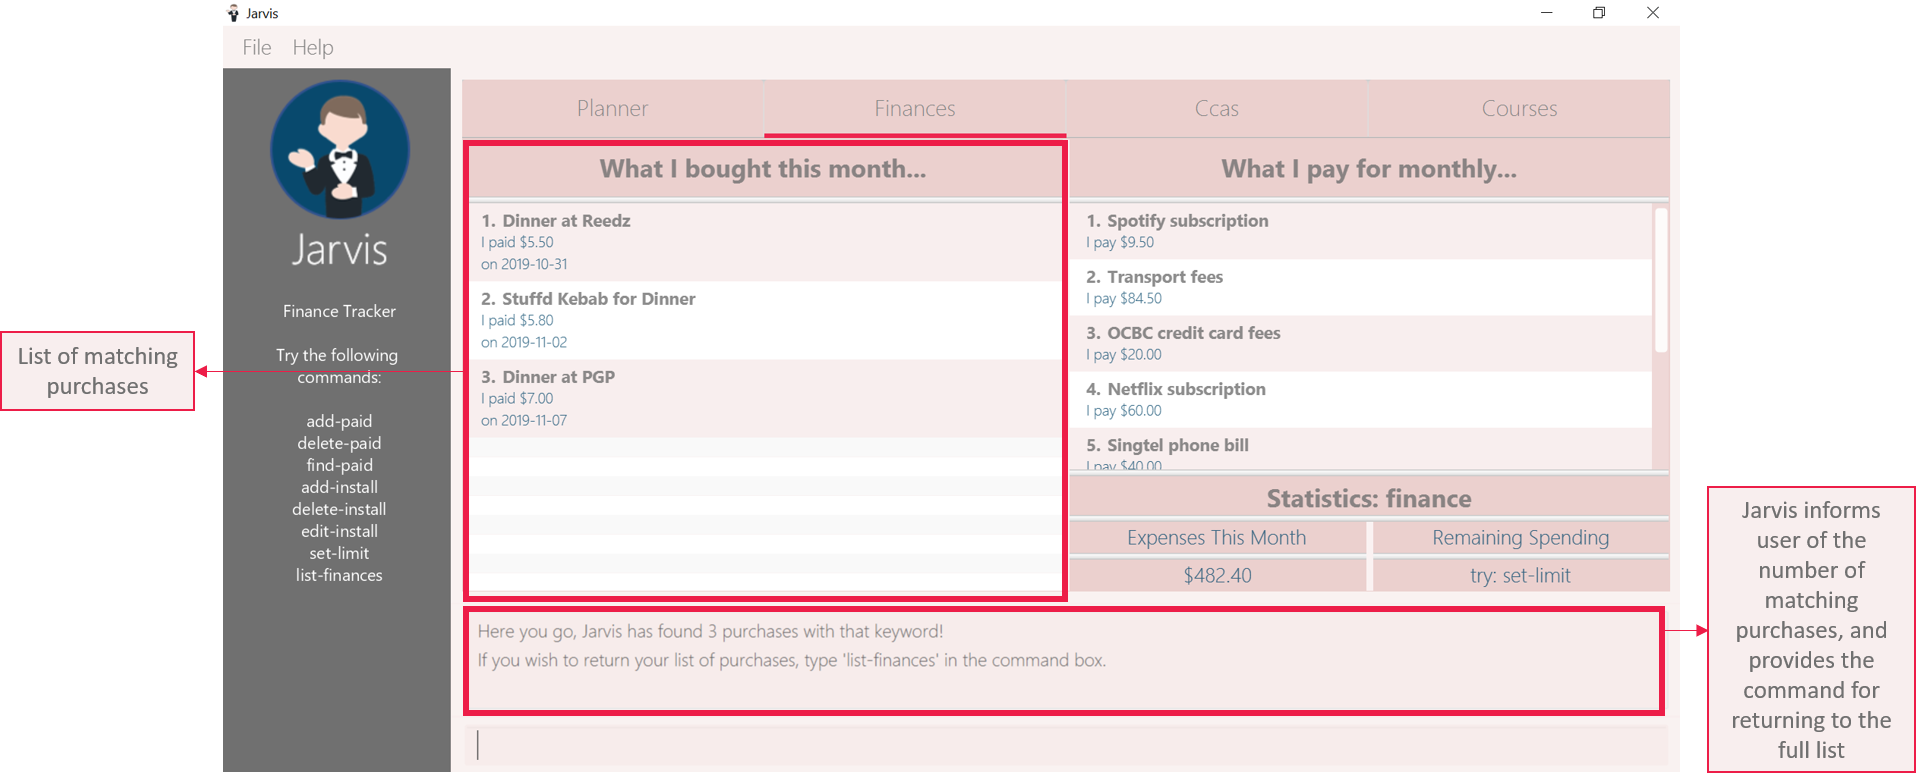 Jarvis
File Help
Jarvis
Finance Tracker
Try the following
commands:
add-paid
delete-paid
find-paid
add-install
delete-install
edit-install
set-limit
list-finances
List of matching
purchases
Planner
Finances
Ccas
Courses
What I bought this month...
1. Dinner at Reedz
I paid $5.50
on 2019-10-31
2. Stuffd Kebab for Dinner
I paid $5.80
on 2019-11-02
3. Dinner at PGP
I paid $7.00
on 2019-11-07
What I pay for monthly...
1. Spotify subscription
I pay $9.50
2. Transport fees
I pay $84.50
3. OCBC credit card fees
I pay $20.00
4. Netflix subscription
I pay $60.00
5. Singtel phone bill
I pay $40.00
Statistics: finance
Expenses This Month
Remaining Spending
$482.40
try: set-limit
Here you go, Jarvis has found 3 purchases with that keyword!
If you wish to return your list of purchases, type 'list-finances' in the command box.
Jarvis informs
user of the
number of
matching
purchases, and
provides the
command for
returning to the
full list